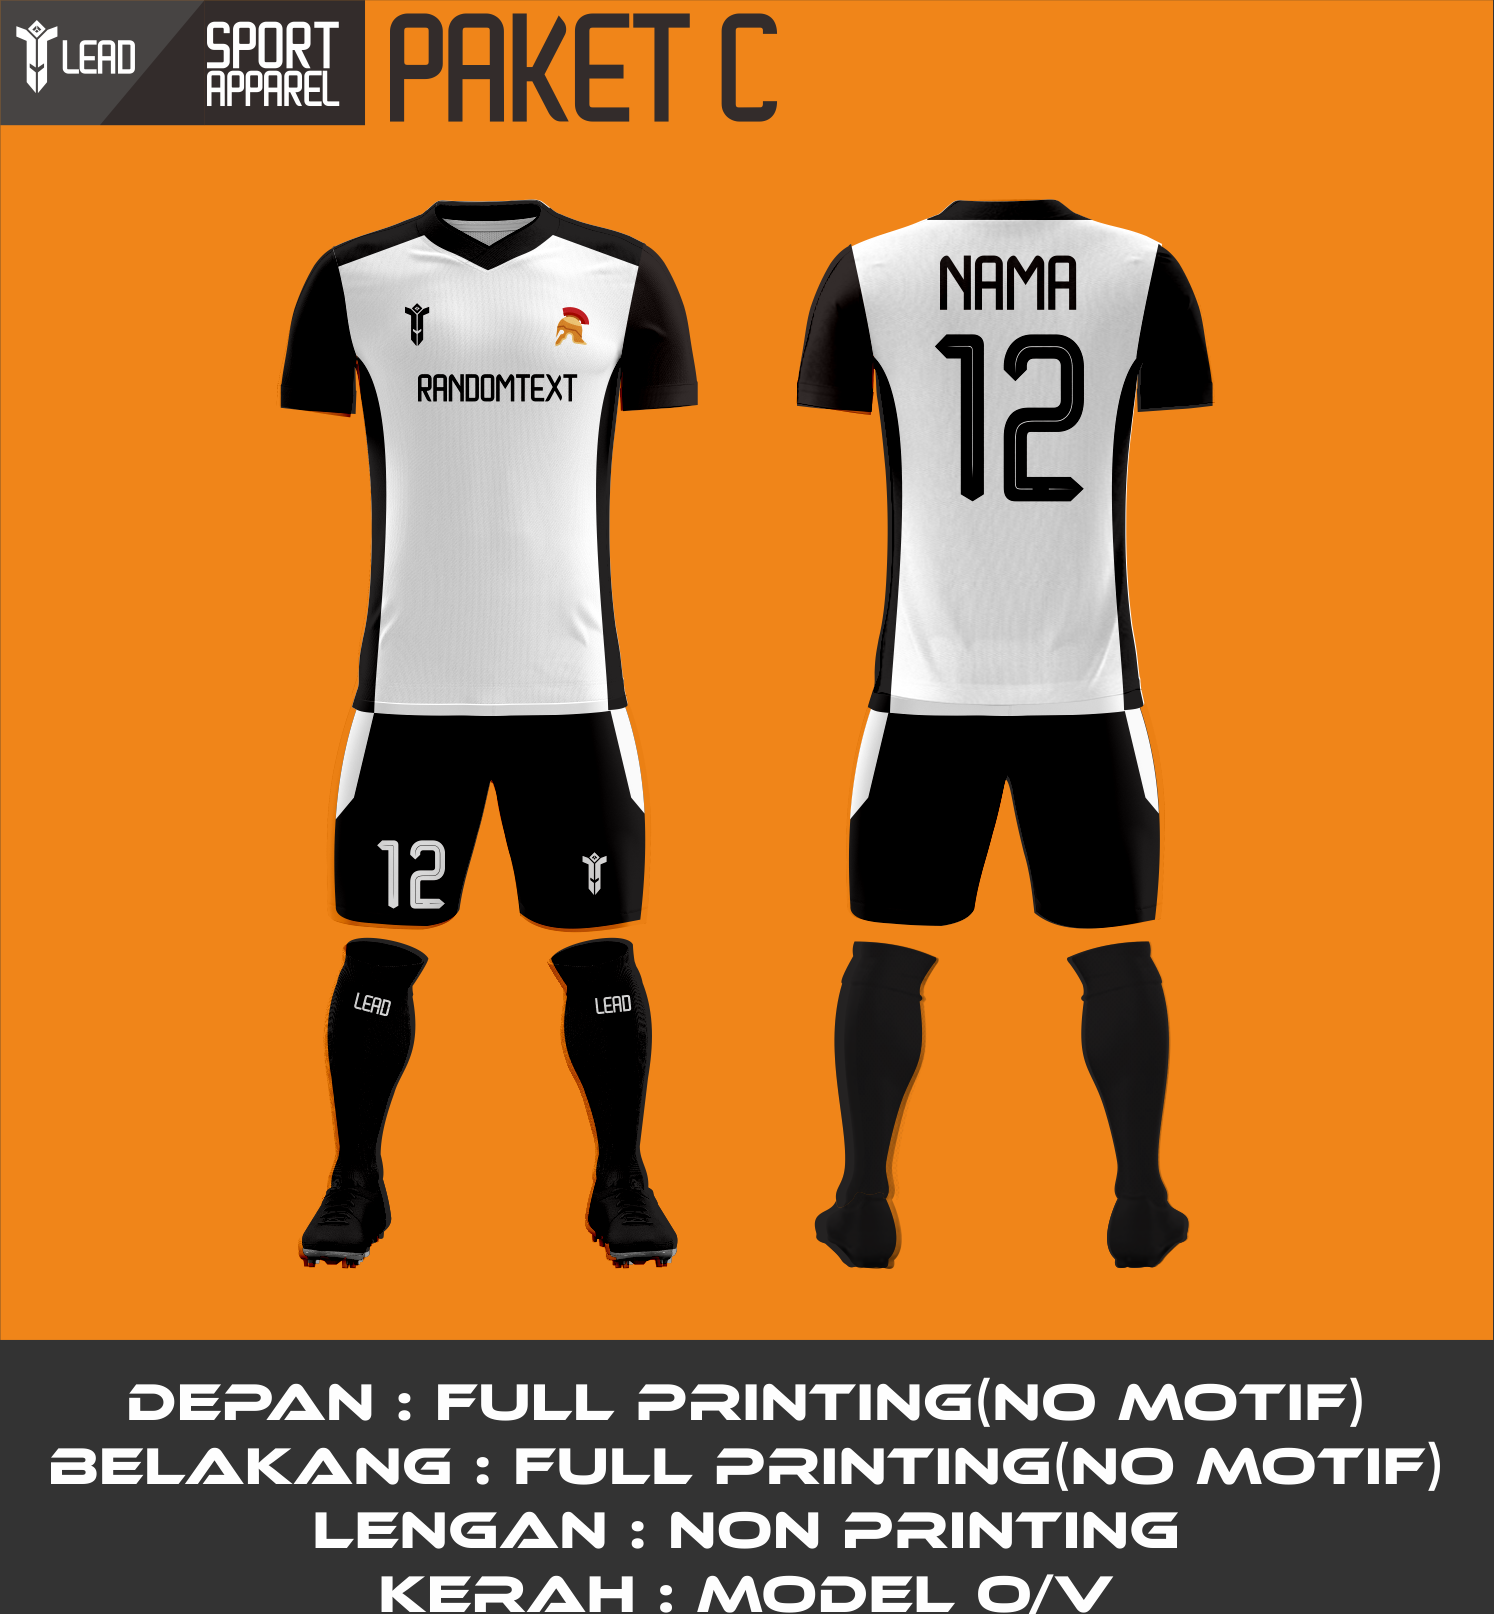 LEAD
SPORT
APPAREL
PAKET C
RANDOMTEXT
NAMA
12
12
LEAD
LEAD
DEPAN : FULL PRINTING(NO MOTIF)
BELAKANG : FULL PRINTING(NO MOTIF)
LENGAN : NON PRINTING
KERAH : MODEL O/V